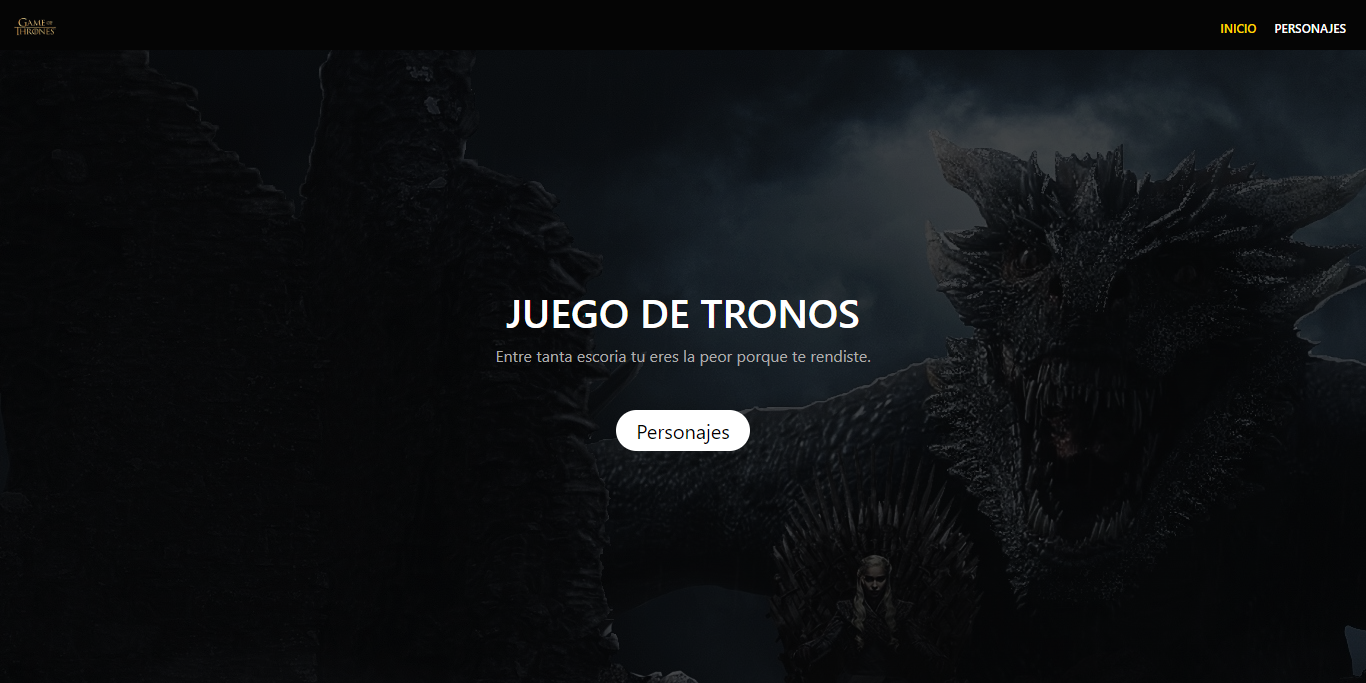 GAME OF
THRONES
INICIO PERSONAJES
JUEGO DE TRONOS
Entre tanta escoria tu eres la peor porque te rendiste.
Personajes